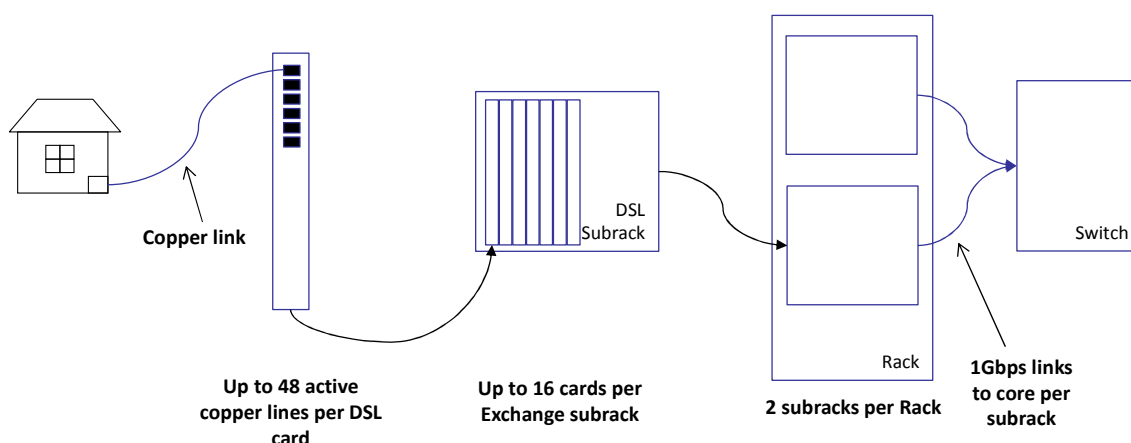 Copper link
Up to 48 active
copper lines per DSL
card
DSL
Subrack
Up to 16 cards per
Exchange subrack
Rack
2 subracks per Rack
1Gbps links
to core per
subrack
Switch